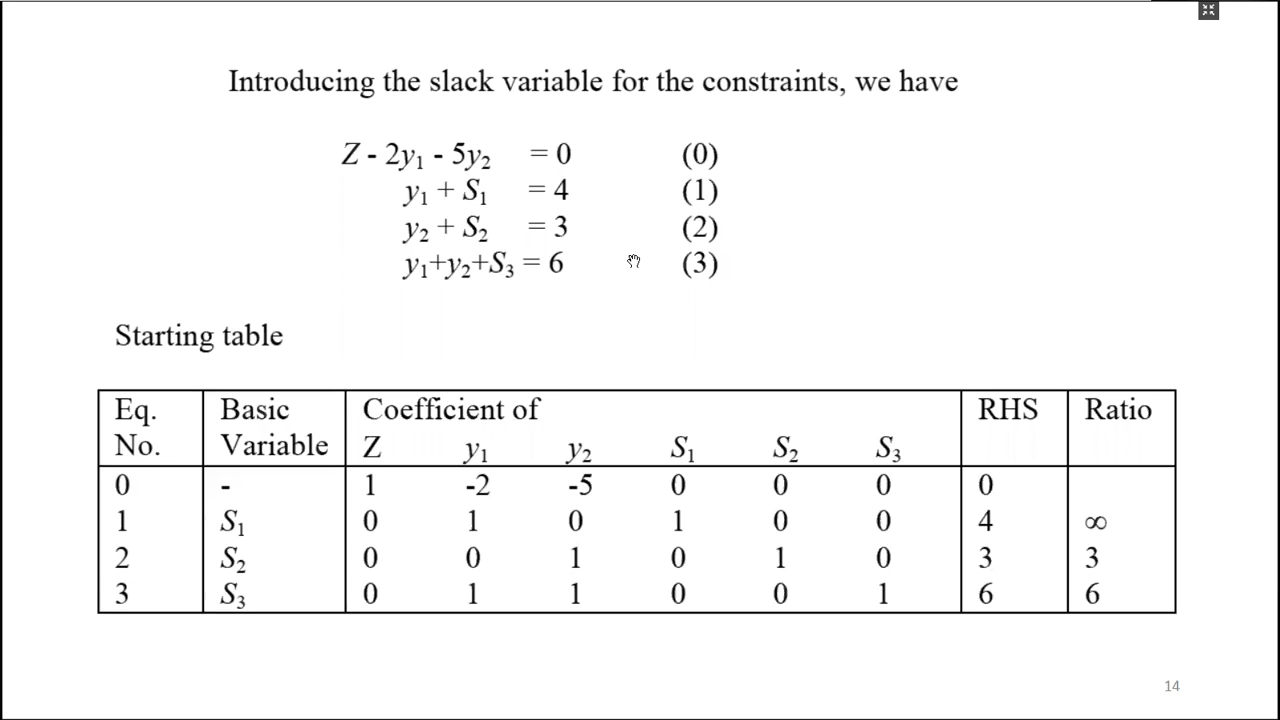 Introducing the slack variable for the constraints, we have
Z - 2y₁ - 5y₂ = 0 (0)
y₁ + S₁ = 4 (1)
y₂ + S₂ = 3 (2)
y₁+y₂+S₃ = 6 (3)
Starting table
Eq. Basic Coefficient of RHS Ratio
No. Variable Z y₁ y₂ S₁ S₂ S₃
0 - 1 -2 -5 0 0 0 0
1 S₁ 0 1 0 1 0 0 4 ∞
2 S₂ 0 0 1 0 1 0 3 3
3 S₃ 0 1 1 0 0 1 6 6
14